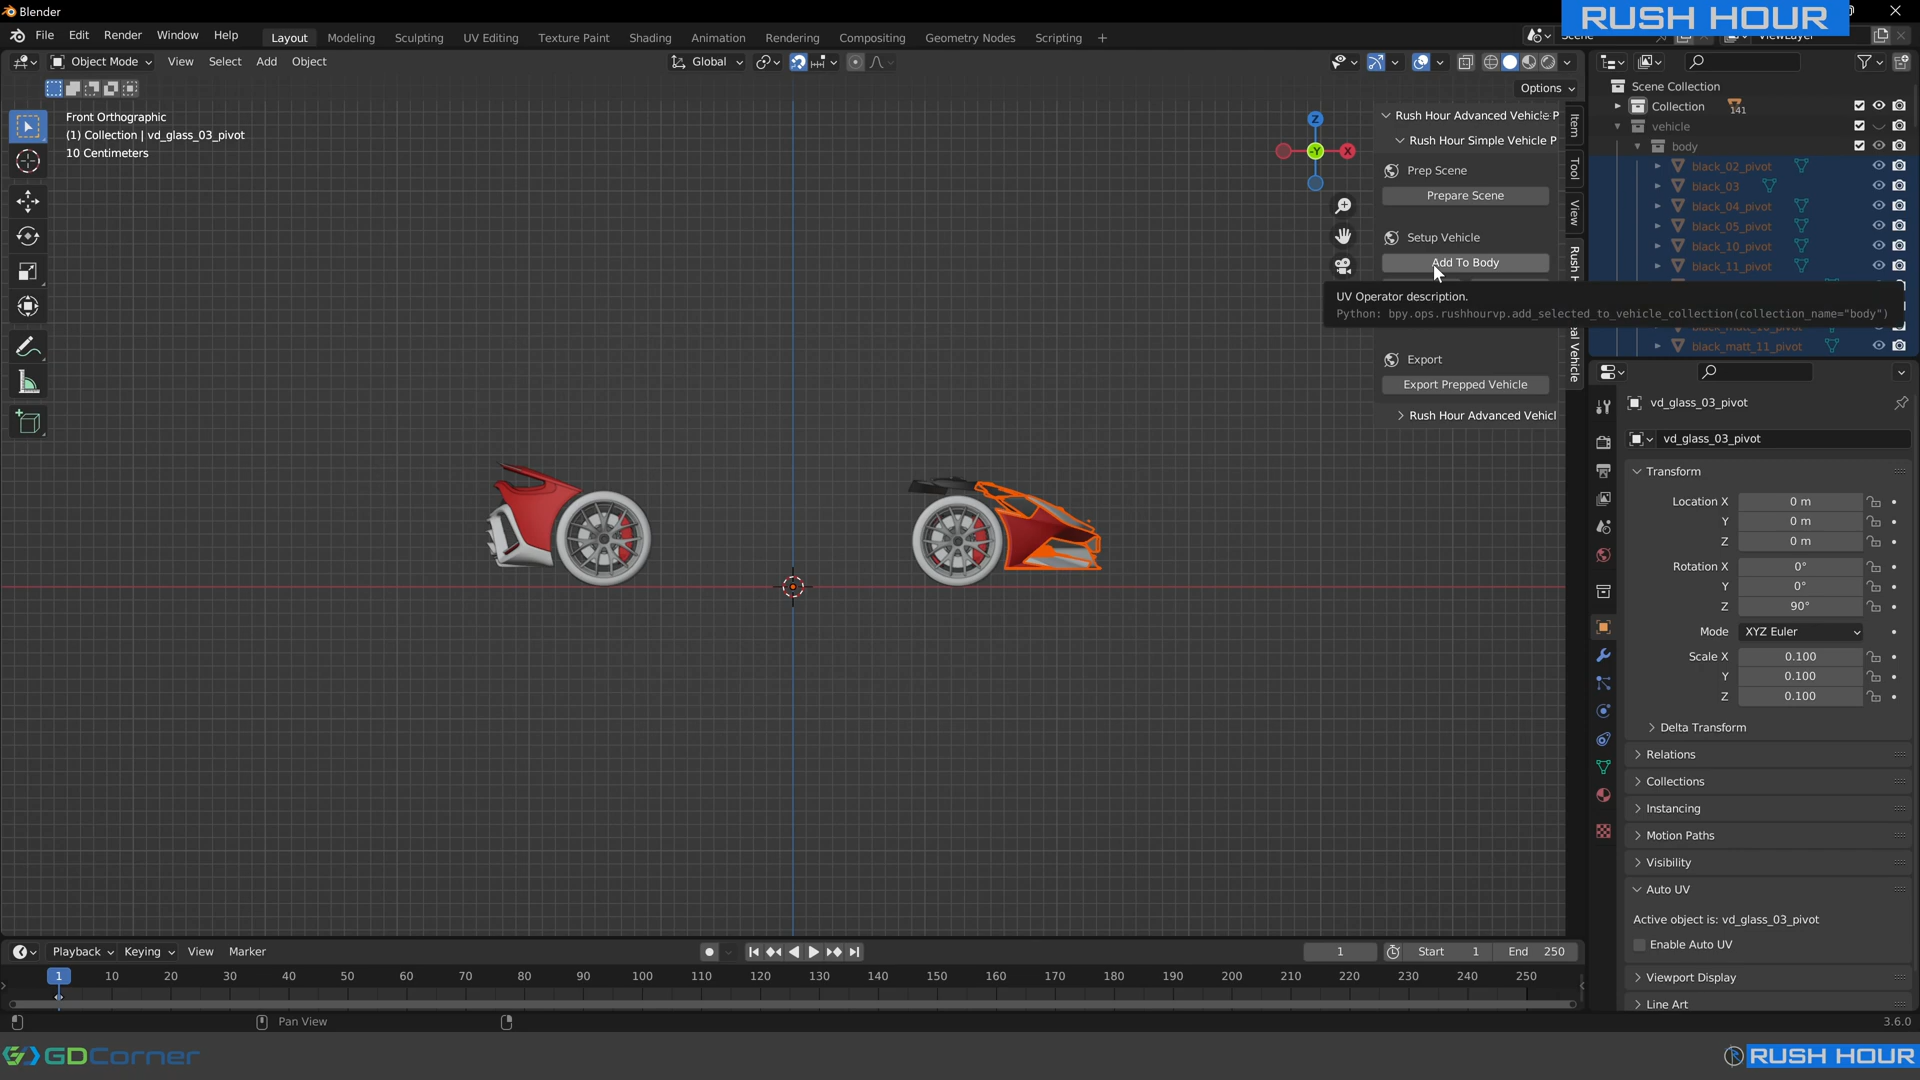 Blender
RUSH HOUR
File Edit Render Window Help
Layout Modeling Sculpting UV Editing Texture Paint Shading Animation Rendering Compositing Geometry Nodes Scripting +
Object Mode View Select Add Object
Global
Options
Front Orthographic
(1) Collection | vd_glass_03_pivot
10 Centimeters
Z
-Y
X
Rush Hour Advanced Vehicle P
Rush Hour Simple Vehicle P
Prep Scene
Prepare Scene
Setup Vehicle
Add To Body
UV Operator description.
Python: bpy.ops.rushhourvp.add_selected_to_vehicle_collection(collection_name="body")
Export
Export Prepped Vehicle
Rush Hour Advanced Vehicl
Item
Tool
View
Rush H
eal Vehicle
Scene Collection
Collection 141
vehicle
body
black_02_pivot
black_03
black_04_pivot
black_05_pivot
black_10_pivot
black_11_pivot
black_matt_11_pivot
vd_glass_03_pivot
vd_glass_03_pivot
Transform
Location X 0 m
Y 0 m
Z 0 m
Rotation X 0°
Y 0°
Z 90°
Mode XYZ Euler
Scale X 0.100
Y 0.100
Z 0.100
Delta Transform
Relations
Collections
Instancing
Motion Paths
Visibility
Auto UV
Active object is: vd_glass_03_pivot
Enable Auto UV
Viewport Display
Line Art
Playback Keying View Marker
1 Start 1 End 250
1 10 20 30 40 50 60 70 80 90 100 110 120 130 140 150 160 170 180 190 200 210 220 230 240 250
Pan View
3.6.0
GDCorner
RUSH HOUR